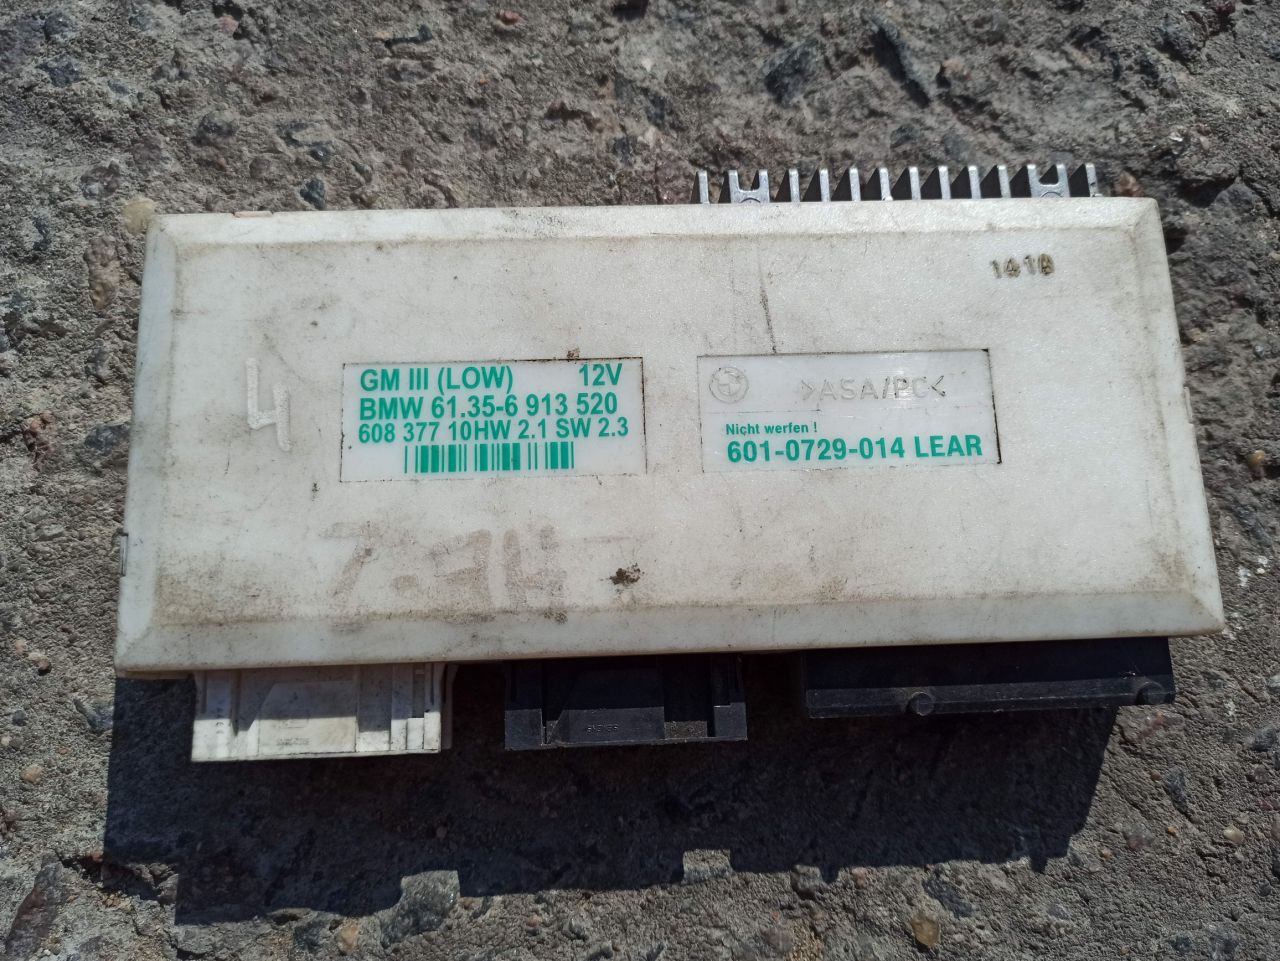 1410
GM III (LOW) 12V
BMW 61.35-6 913 520
608 377 10HW 2.1 SW 2.3
>ASA/PC<
Nicht werfen !
601-0729-014 LEAR
4